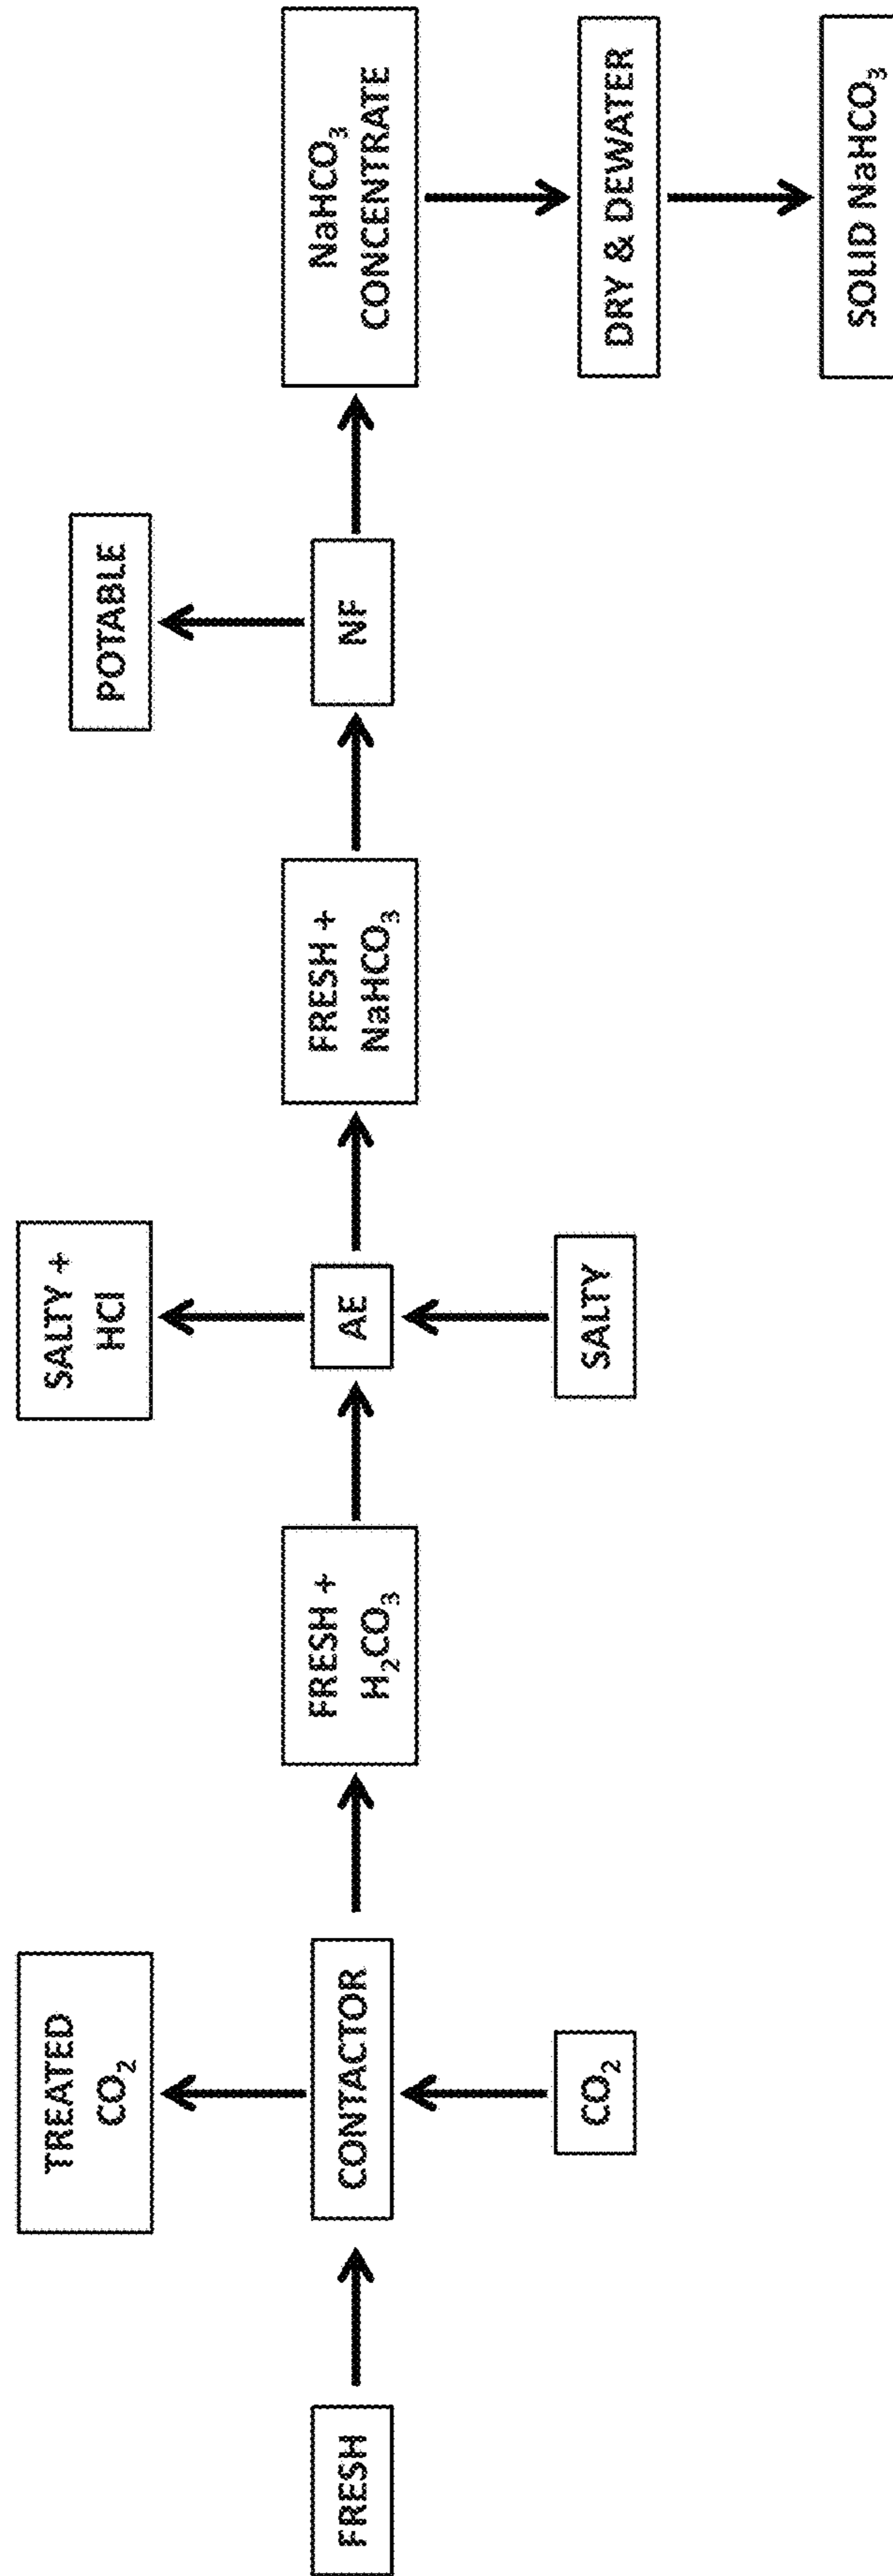 FRESH
CONTACTOR
TREATED
CO₂
CO₂
FRESH +
H₂CO₃
AE
SALTY +
HCl
SALTY
FRESH +
NaHCO₃
NF
POTABLE
NaHCO₃
CONCENTRATE
DRY & DEWATER
SOLID NaHCO₃